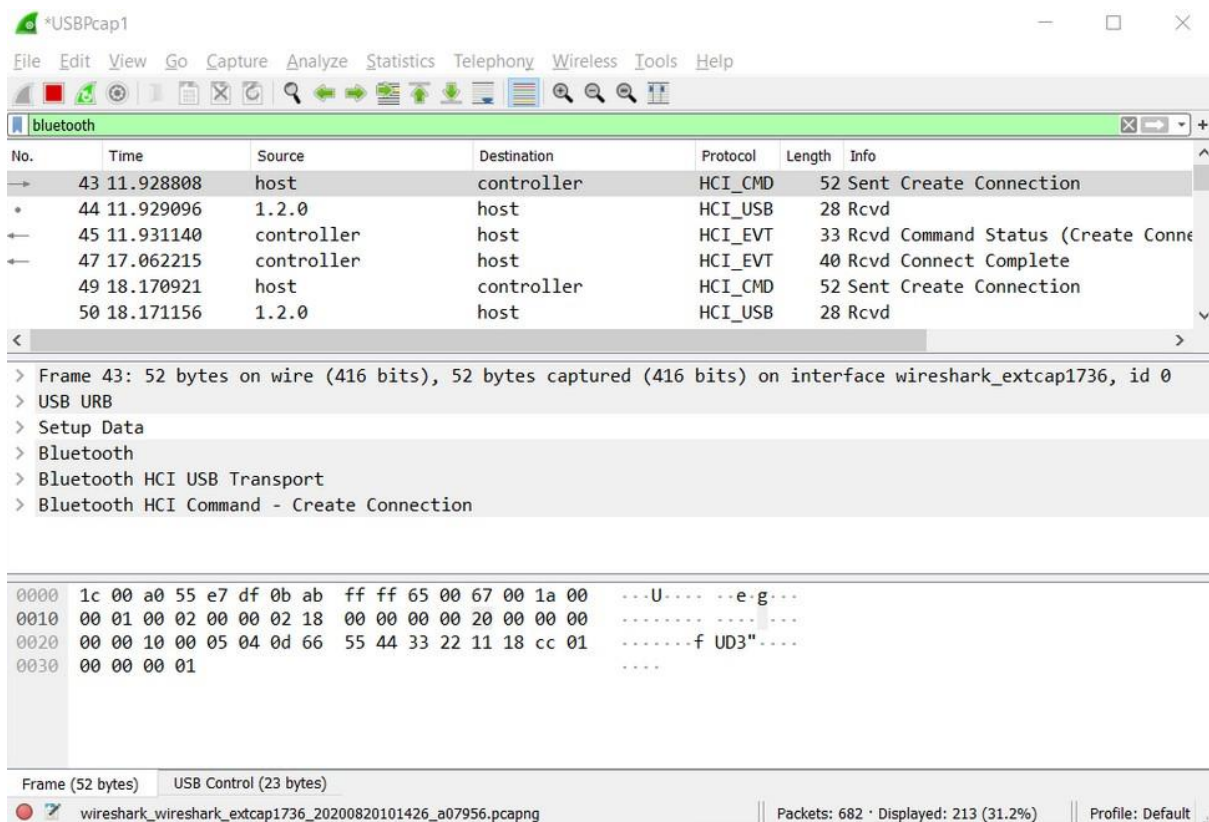 *USBPcap1
File Edit View Go Capture Analyze Statistics Telephony Wireless Tools Help
bluetooth
No. Time Source Destination Protocol Length Info
43 11.928808 host controller HCI_CMD 52 Sent Create Connection
44 11.929096 1.2.0 host HCI_USB 28 Rcvd
45 11.931140 controller host HCI_EVT 33 Rcvd Command Status (Create Conne
47 17.062215 controller host HCI_EVT 40 Rcvd Connect Complete
49 18.170921 host controller HCI_CMD 52 Sent Create Connection
50 18.171156 1.2.0 host HCI_USB 28 Rcvd
> Frame 43: 52 bytes on wire (416 bits), 52 bytes captured (416 bits) on interface wireshark_extcap1736, id 0
> USB URB
> Setup Data
> Bluetooth
> Bluetooth HCI USB Transport
> Bluetooth HCI Command - Create Connection
0000 1c 00 a0 55 e7 df 0b ab ff ff 65 00 67 00 1a 00 ···U···· ··e·g···
0010 00 01 00 02 00 00 02 18 00 00 00 00 20 00 00 00 ········ ···· ···
0020 00 00 10 00 05 04 0d 66 55 44 33 22 11 18 cc 01 ·······f UD3"····
0030 00 00 00 01 ····
Frame (52 bytes) USB Control (23 bytes)
wireshark_wireshark_extcap1736_20200820101426_a07956.pcapng Packets: 682 · Displayed: 213 (31.2%) Profile: Default